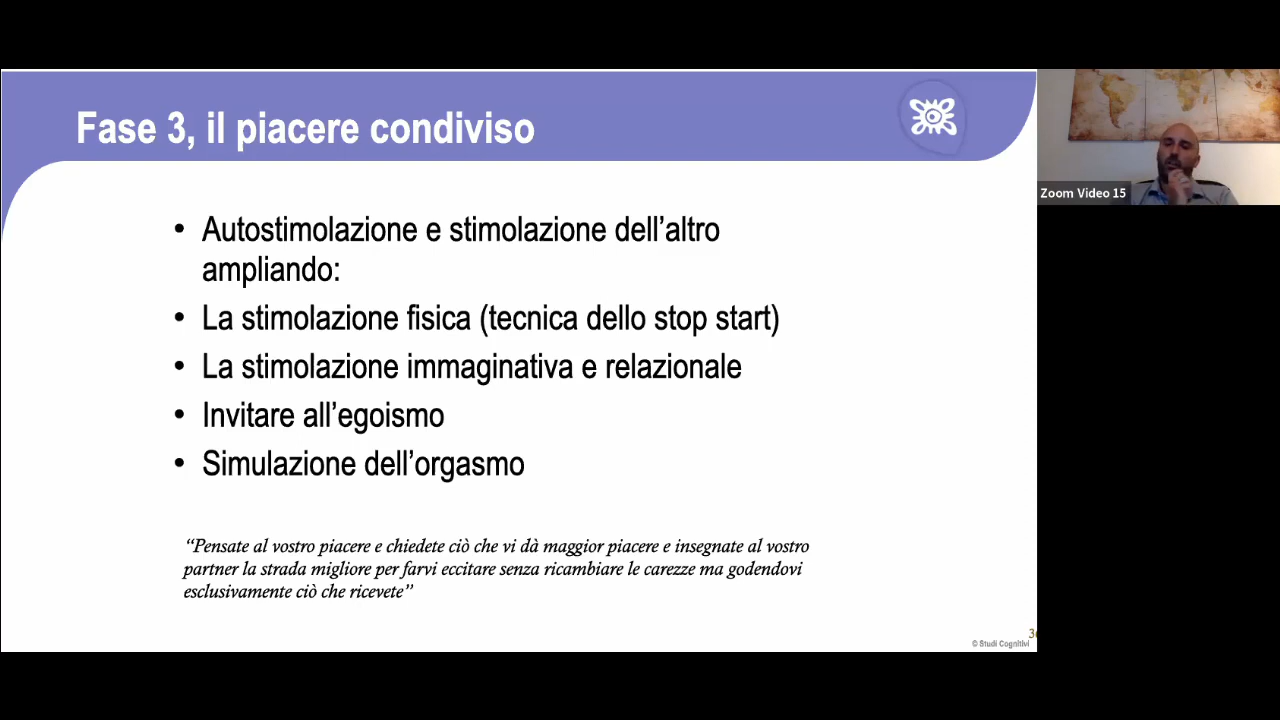 Fase 3, il piacere condiviso
Zoom Video 15
• Autostimolazione e stimolazione dell’altro
ampliando:
• La stimolazione fisica (tecnica dello stop start)
• La stimolazione immaginativa e relazionale
• Invitare all’egoismo
• Simulazione dell’orgasmo
“Pensate al vostro piacere e chiedete ciò che vi dà maggior piacere e insegnate al vostro
partner la strada migliore per farvi eccitare senza ricambiare le carezze ma godendovi
esclusivamente ciò che ricevete”
© Studi Cognitivi